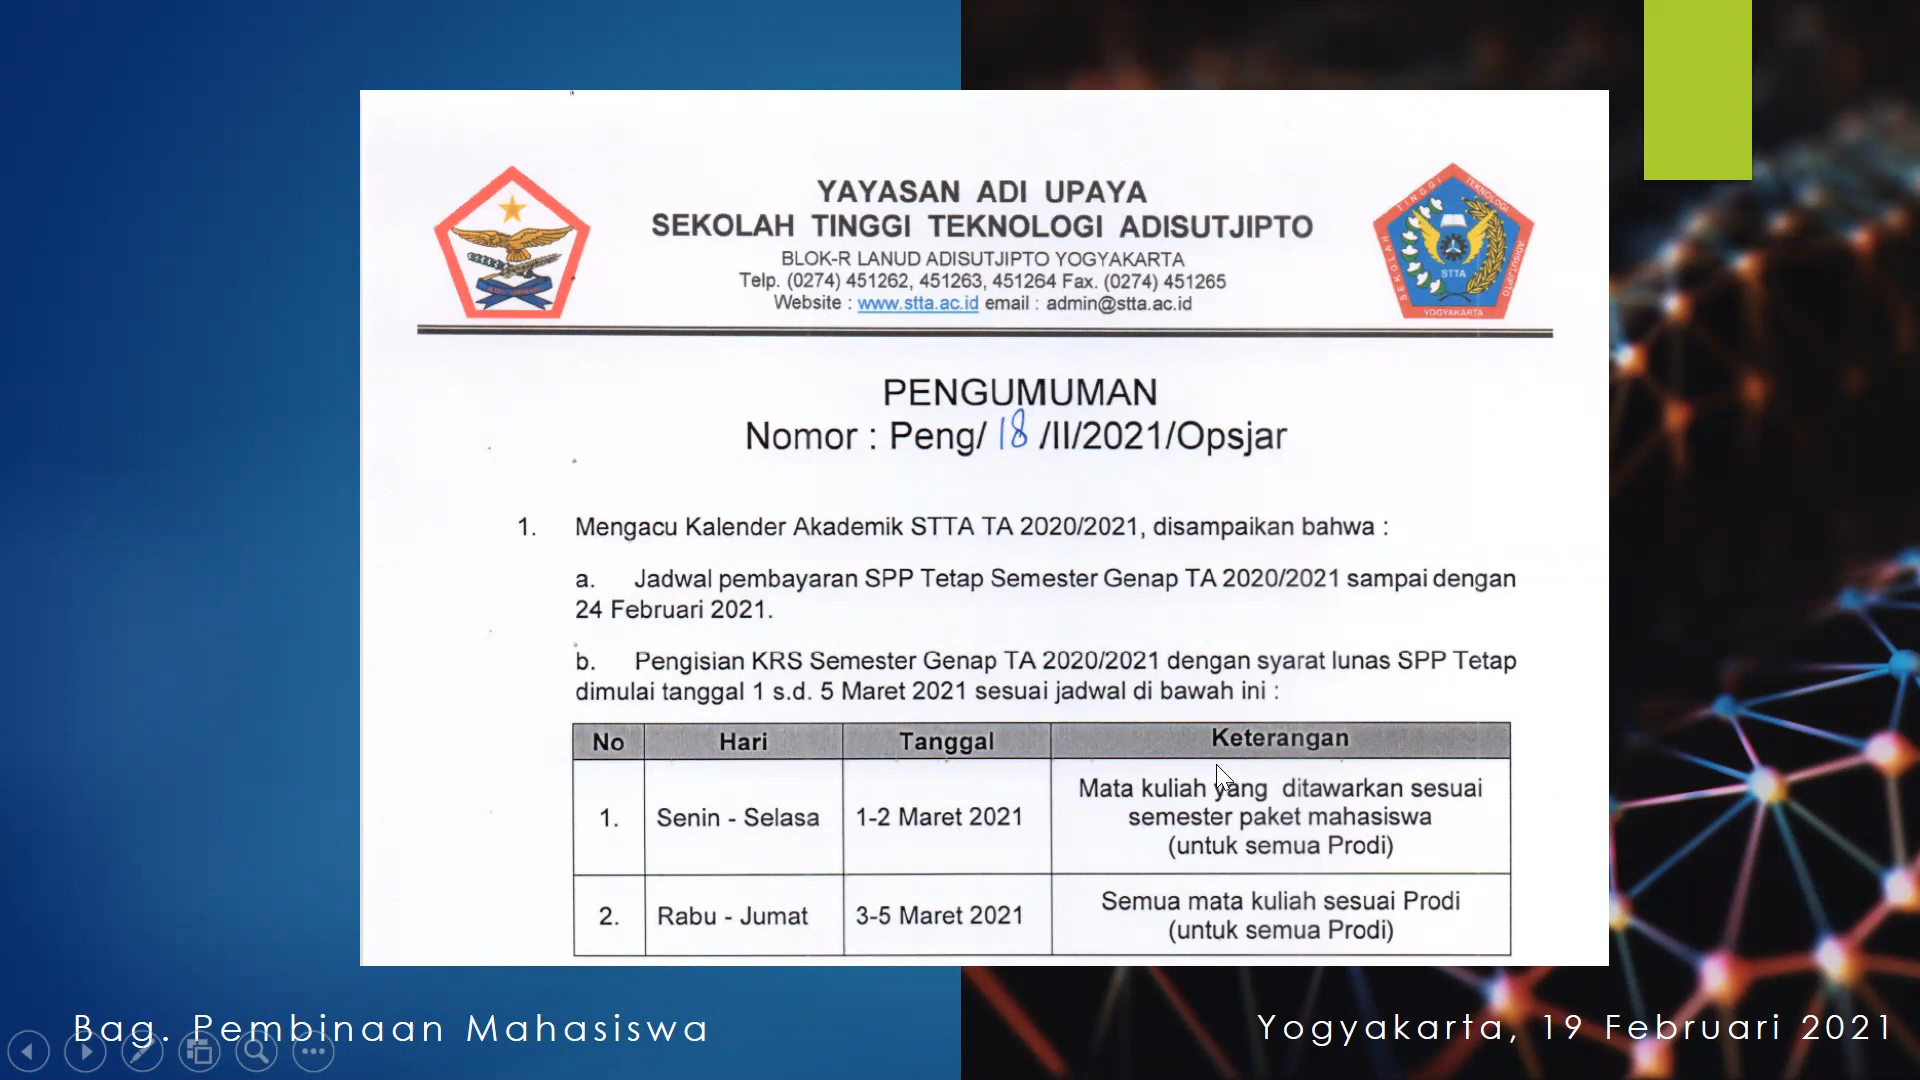 YAYASAN ADI UPAYA
SEKOLAH TINGGI TEKNOLOGI ADISUTJIPTO
BLOK-R LANUD ADISUTJIPTO YOGYAKARTA
Telp. (0274) 451262, 451263, 451264 Fax. (0274) 451265
Website : www.stta.ac.id email : admin@stta.ac.id
SEKOLAH TINGGI TEKNOLOGI ADISUTJIPTO
STTA
YOGYAKARTA
PENGUMUMAN
Nomor : Peng/ 18 /II/2021/Opsjar
1. Mengacu Kalender Akademik STTA TA 2020/2021, disampaikan bahwa :
a. Jadwal pembayaran SPP Tetap Semester Genap TA 2020/2021 sampai dengan
24 Februari 2021.
b. Pengisian KRS Semester Genap TA 2020/2021 dengan syarat lunas SPP Tetap
dimulai tanggal 1 s.d. 5 Maret 2021 sesuai jadwal di bawah ini :
No Hari Tanggal Keterangan
1. Senin - Selasa 1-2 Maret 2021 Mata kuliah yang ditawarkan sesuai
semester paket mahasiswa
(untuk semua Prodi)
2. Rabu - Jumat 3-5 Maret 2021 Semua mata kuliah sesuai Prodi
(untuk semua Prodi)
Bag. Pembinaan Mahasiswa
Yogyakarta, 19 Februari 2021